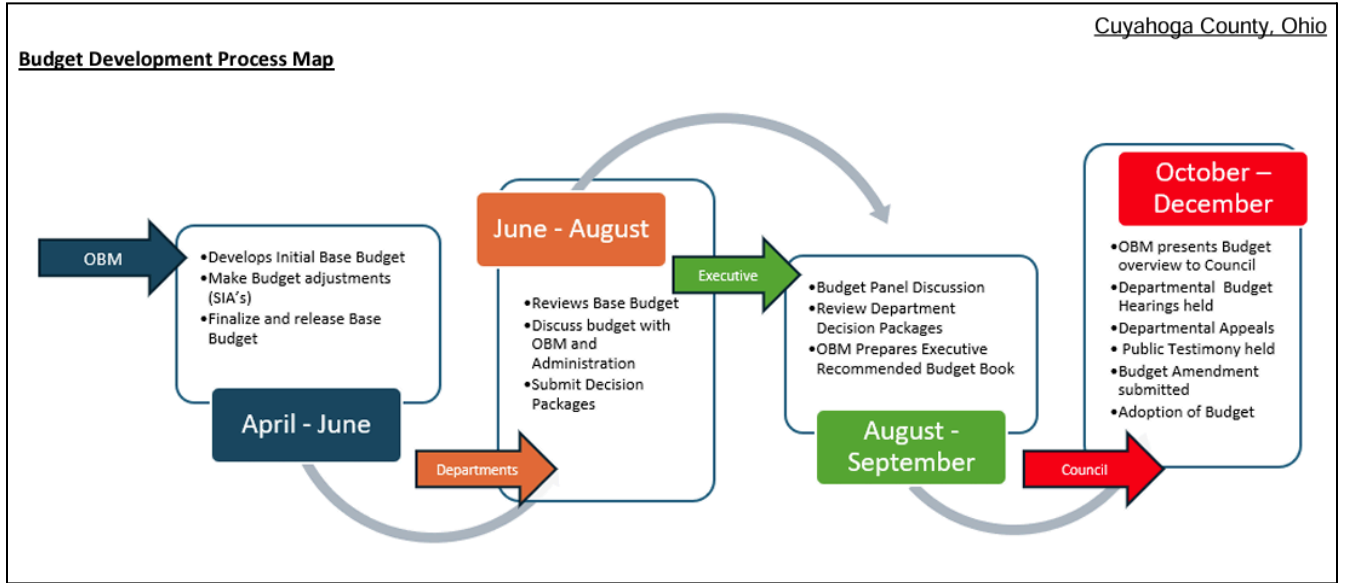 Cuyahoga County, Ohio
Budget Development Process Map
OBM
•Develops Initial Base Budget
•Make Budget adjustments
(SIA's)
•Finalize and release Base
Budget
April - June
Departments
June - August
•Reviews Base Budget
•Discuss budget with
OBM and
Administration
•Submit Decision
Packages
Executive
•Budget Panel Discussion
•Review Department
Decision Packages
•OBM Prepares Executive
Recommended Budget Book
August -
September
Council
October –
December
•OBM presents Budget
overview to Council
•Departmental Budget
Hearings held
•Departmental Appeals
• Public Testimony held
•Budget Amendment
submitted
•Adoption of Budget